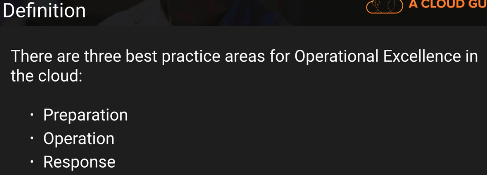 Definition
A CLOUD GU
There are three best practice areas for Operational Excellence in
the cloud:
· Preparation
· Operation
· Response